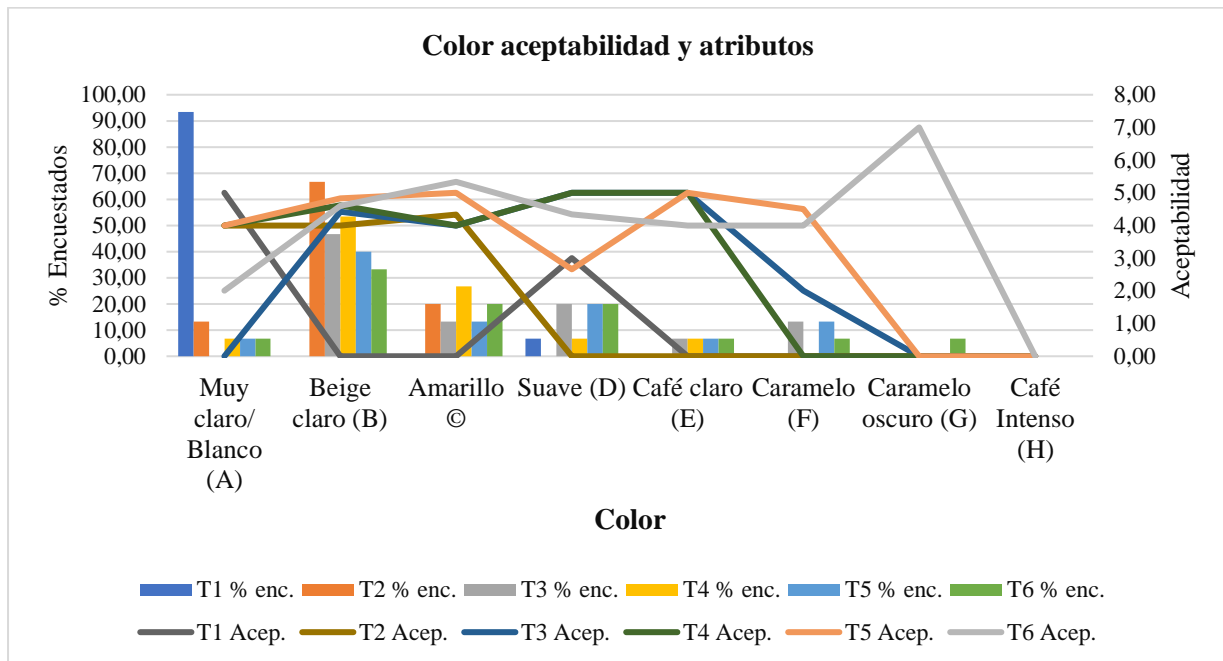 Color aceptabilidad y atributos
100,00
90,00
80,00
70,00
60,00
50,00
40,00
30,00
20,00
10,00
0,00
% Encuestados
8,00
7,00
6,00
5,00
4,00
3,00
2,00
1,00
0,00
Aceptabilidad
Muy
claro/
Blanco
(A)
Beige
claro (B)
Amarillo
©
Suave (D)
Café claro
(E)
Caramelo
(F)
Caramelo
oscuro (G)
Café
Intenso
(H)
Color
T1 % enc.
T2 % enc.
T3 % enc.
T4 % enc.
T5 % enc.
T6 % enc.
T1 Acep.
T2 Acep.
T3 Acep.
T4 Acep.
T5 Acep.
T6 Acep.